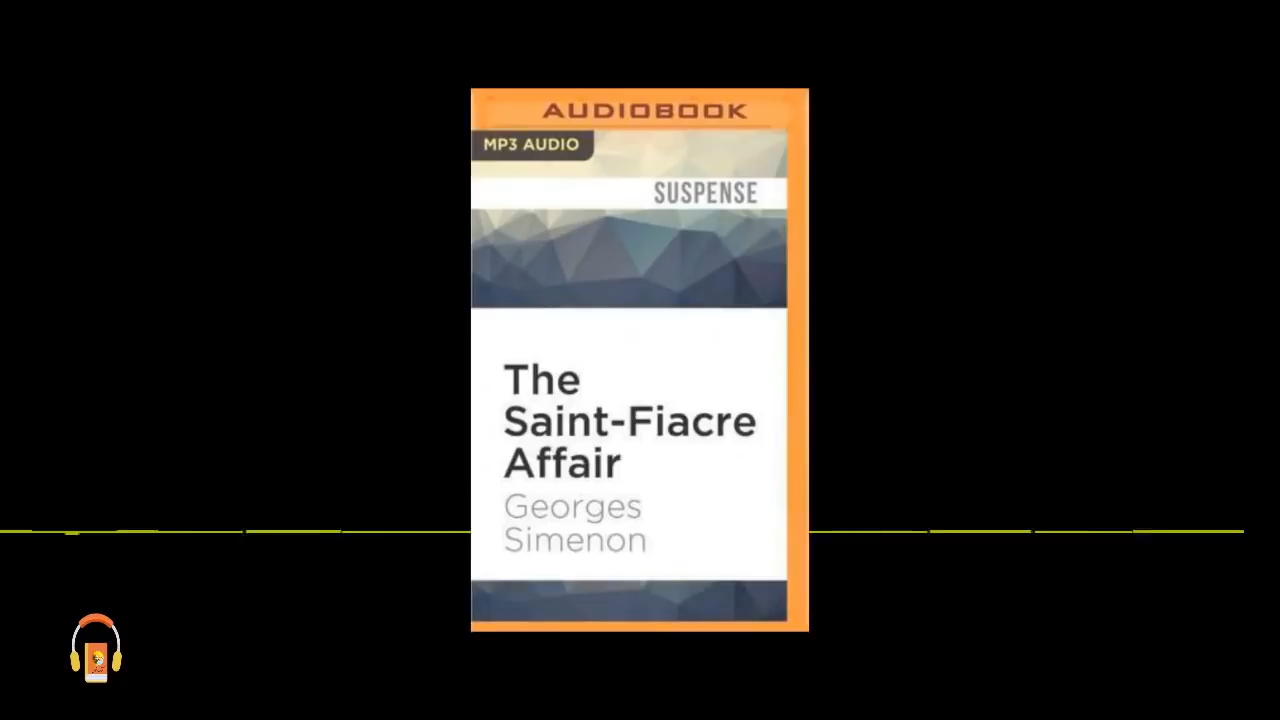 AUDIOBOOK
MP3 AUDIO
SUSPENSE
The
Saint-Fiacre
Affair
Georges
Simenon